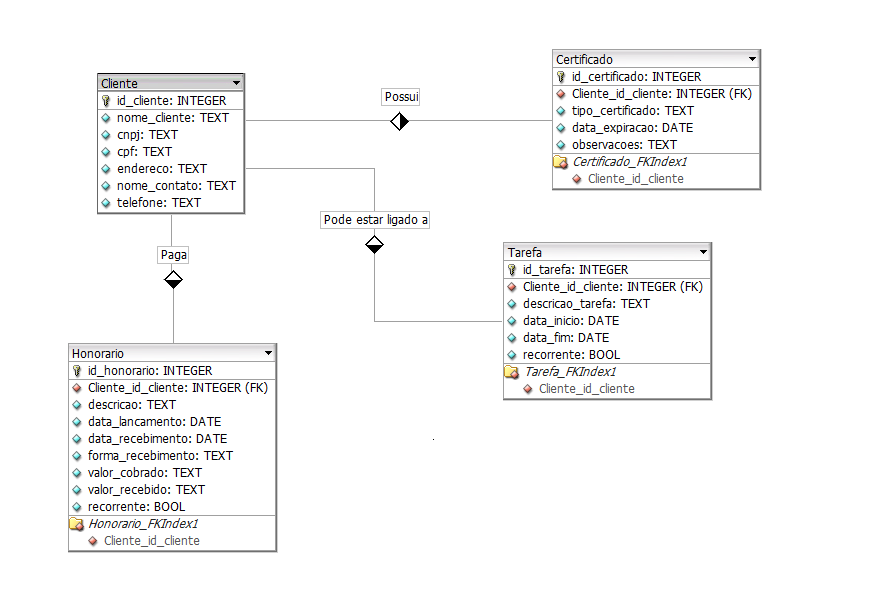 Cliente
id_cliente: INTEGER
nome_cliente: TEXT
cnpj: TEXT
cpf: TEXT
endereco: TEXT
nome_contato: TEXT
telefone: TEXT
Possui
Certificado
id_certificado: INTEGER
Cliente_id_cliente: INTEGER (FK)
tipo_certificado: TEXT
data_expiracao: DATE
observacoes: TEXT
Certificado_FKIndex1
Cliente_id_cliente
Pode estar ligado a
Paga
Tarefa
id_tarefa: INTEGER
Cliente_id_cliente: INTEGER (FK)
descricao_tarefa: TEXT
data_inicio: DATE
data_fim: DATE
recorrente: BOOL
Tarefa_FKIndex1
Cliente_id_cliente
Honorario
id_honorario: INTEGER
Cliente_id_cliente: INTEGER (FK)
descricao: TEXT
data_lancamento: DATE
data_recebimento: DATE
forma_recebimento: TEXT
valor_cobrado: TEXT
valor_recebido: TEXT
recorrente: BOOL
Honorario_FKIndex1
Cliente_id_cliente